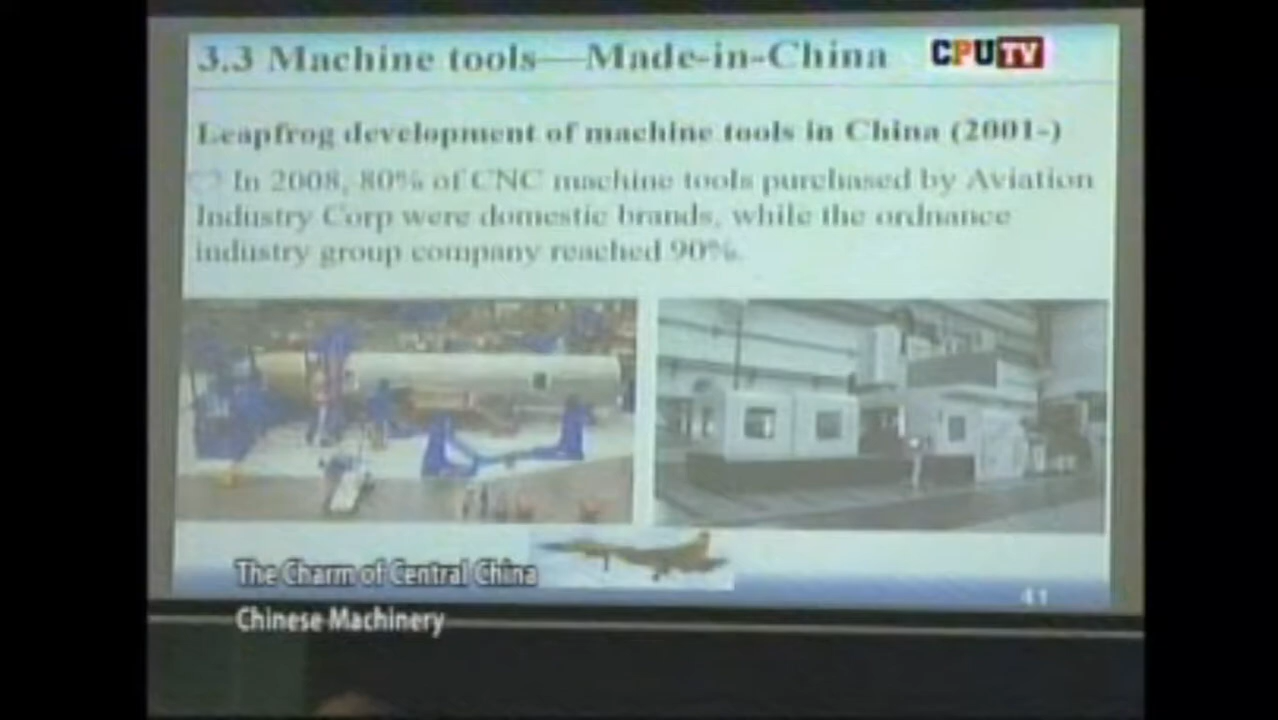 3.3 Machine tools—Made-in-China
CPUTV
Leapfrog development of machine tools in China (2001-)
In 2008, 80% of CNC machine tools purchased by Aviation
Industry Corp were domestic brands, while the ordnance
industry group company reached 90%.
The Charm of Central China
41
Chinese Machinery